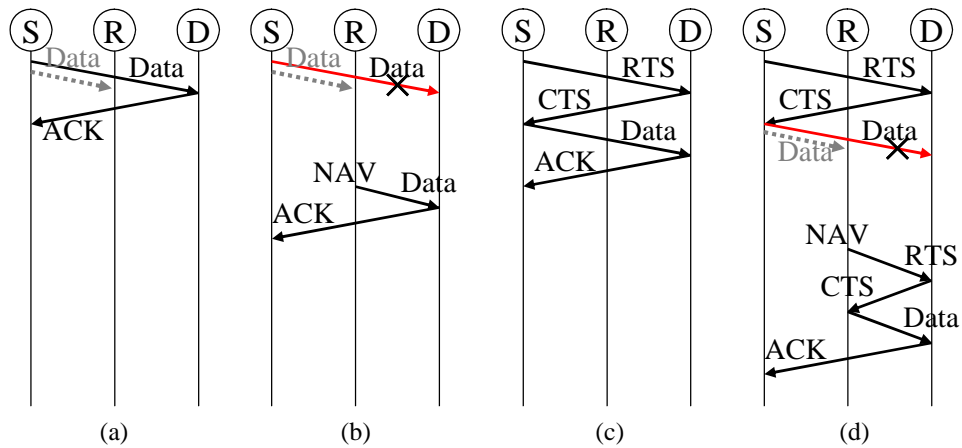 S R D S R D S R D S R D
Data Data
ACK
(a)
Data Data
NAV Data
ACK
(b)
RTS
CTS
Data
ACK
(c)
RTS
CTS
Data
Data
NAV
RTS
CTS
Data
ACK
(d)